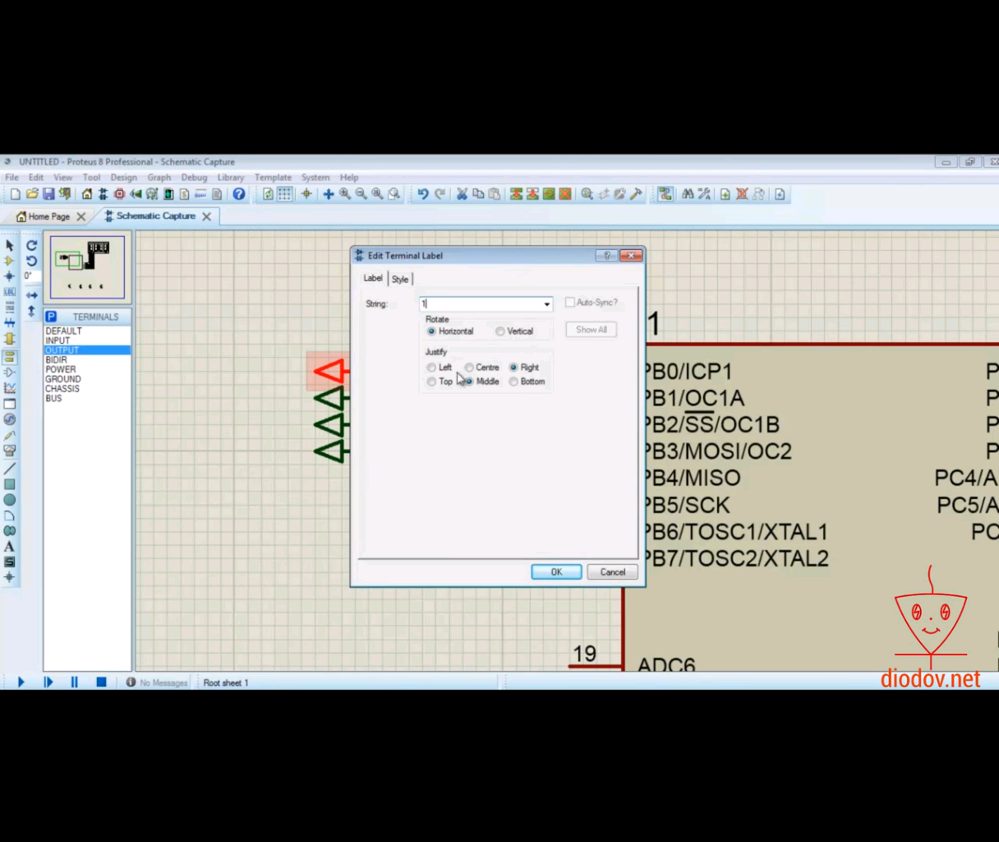 UNTITLED - Proteus 8 Professional - Schematic Capture
File Edit View Tool Design Graph Debug Library Template System Help
Home Page
Schematic Capture
0°
LBL
P TERMINALS
DEFAULT
INPUT
OUTPUT
BIDIR
POWER
GROUND
CHASSIS
BUS
A
S
Edit Terminal Label
Label Style
String: 1
Auto-Sync?
Rotate
Horizontal Vertical
Show All
Justify
Left Centre Right
Top Middle Bottom
OK Cancel
1
PB0/ICP1
PB1/OC1A
PB2/SS/OC1B
PB3/MOSI/OC2
PB4/MISO
PB5/SCK
PB6/TOSC1/XTAL1
PB7/TOSC2/XTAL2
P
P
P
P
PC4/A
PC5/A
PC
19
ADC6
No Messages
Root sheet 1
diodov.net